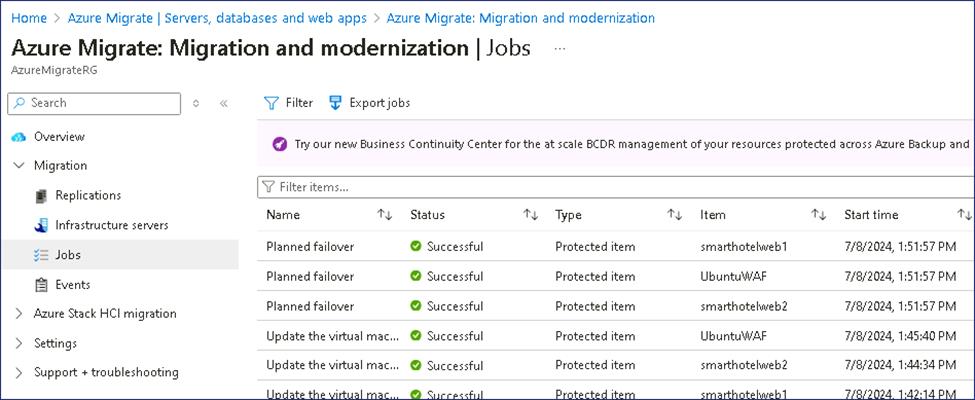 Home > Azure Migrate | Servers, databases and web apps > Azure Migrate: Migration and modernization
Azure Migrate: Migration and modernization | Jobs ...
AzureMigrateRG
Search
Filter Export jobs
Overview
Try our new Business Continuity Center for the at scale BCDR management of your resources protected across Azure Backup and
Migration
Filter items...
Replications
Name Status Type Item Start time
Infrastructure servers
Planned failover Successful Protected item smarthotelweb1 7/8/2024, 1:51:57 PM
Jobs
Planned failover Successful Protected item UbuntuWAF 7/8/2024, 1:51:57 PM
Events
Planned failover Successful Protected item smarthotelweb2 7/8/2024, 1:51:57 PM
Azure Stack HCI migration
Update the virtual mac... Successful Protected item UbuntuWAF 7/8/2024, 1:45:40 PM
Settings
Update the virtual mac... Successful Protected item smarthotelweb2 7/8/2024, 1:44:34 PM
Support + troubleshooting
Update the virtual mac... Successful Protected item smarthotelweb1 7/8/2024, 1:42:14 PM